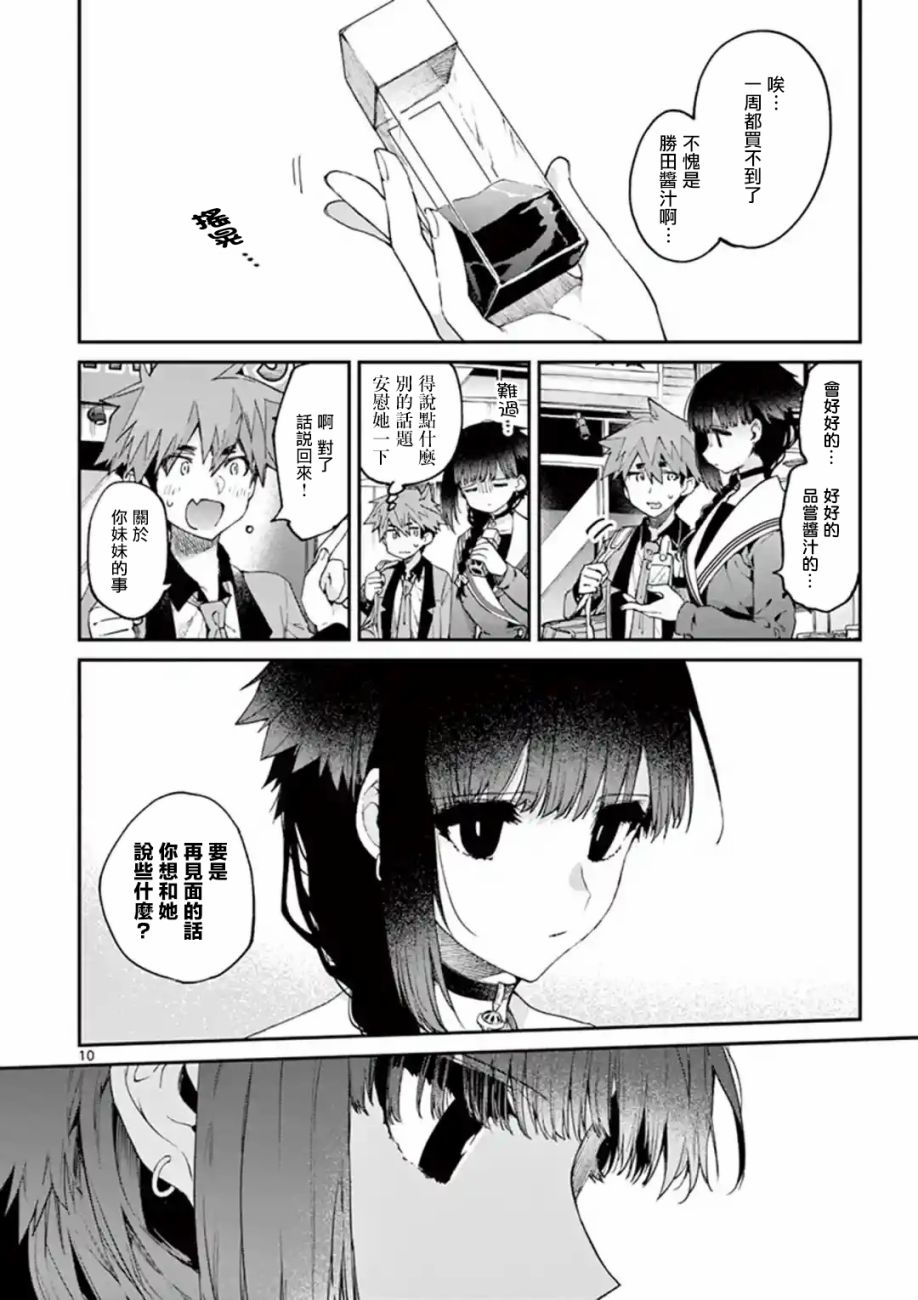 唉…
一周都買不到了
不愧是
勝田醬汁啊…
搖晃…
會好好的… 好好的
品嘗醬汁的…
難過…
得說點什麼
別的話題
安慰她一下
啊 對了
話說回來！
關於
你妹妹的事
要是
再見面的話
你想和她
說些什麼？
10